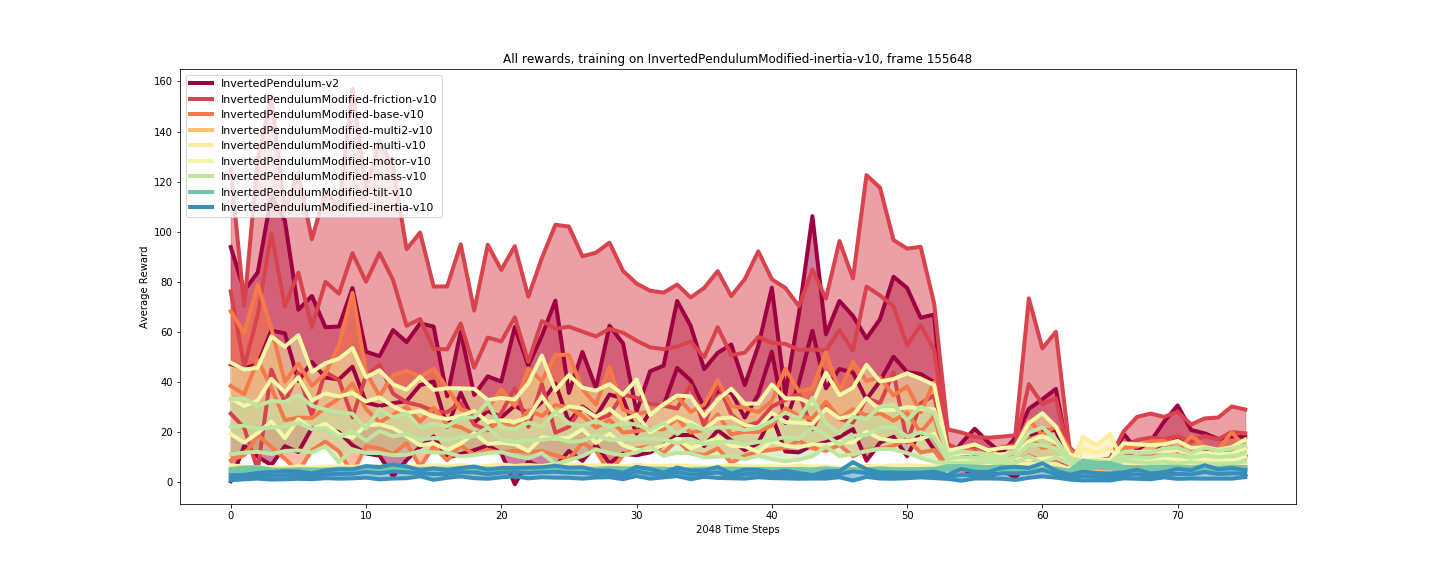 All rewards, training on InvertedPendulumModified-inertia-v10, frame 155648
160
140
120
100
80
60
40
20
0
Average Reward
InvertedPendulum-v2
InvertedPendulumModified-friction-v10
InvertedPendulumModified-base-v10
InvertedPendulumModified-multi2-v10
InvertedPendulumModified-multi-v10
InvertedPendulumModified-motor-v10
InvertedPendulumModified-mass-v10
InvertedPendulumModified-tilt-v10
InvertedPendulumModified-inertia-v10
0 10 20 30 40 50 60 70
2048 Time Steps